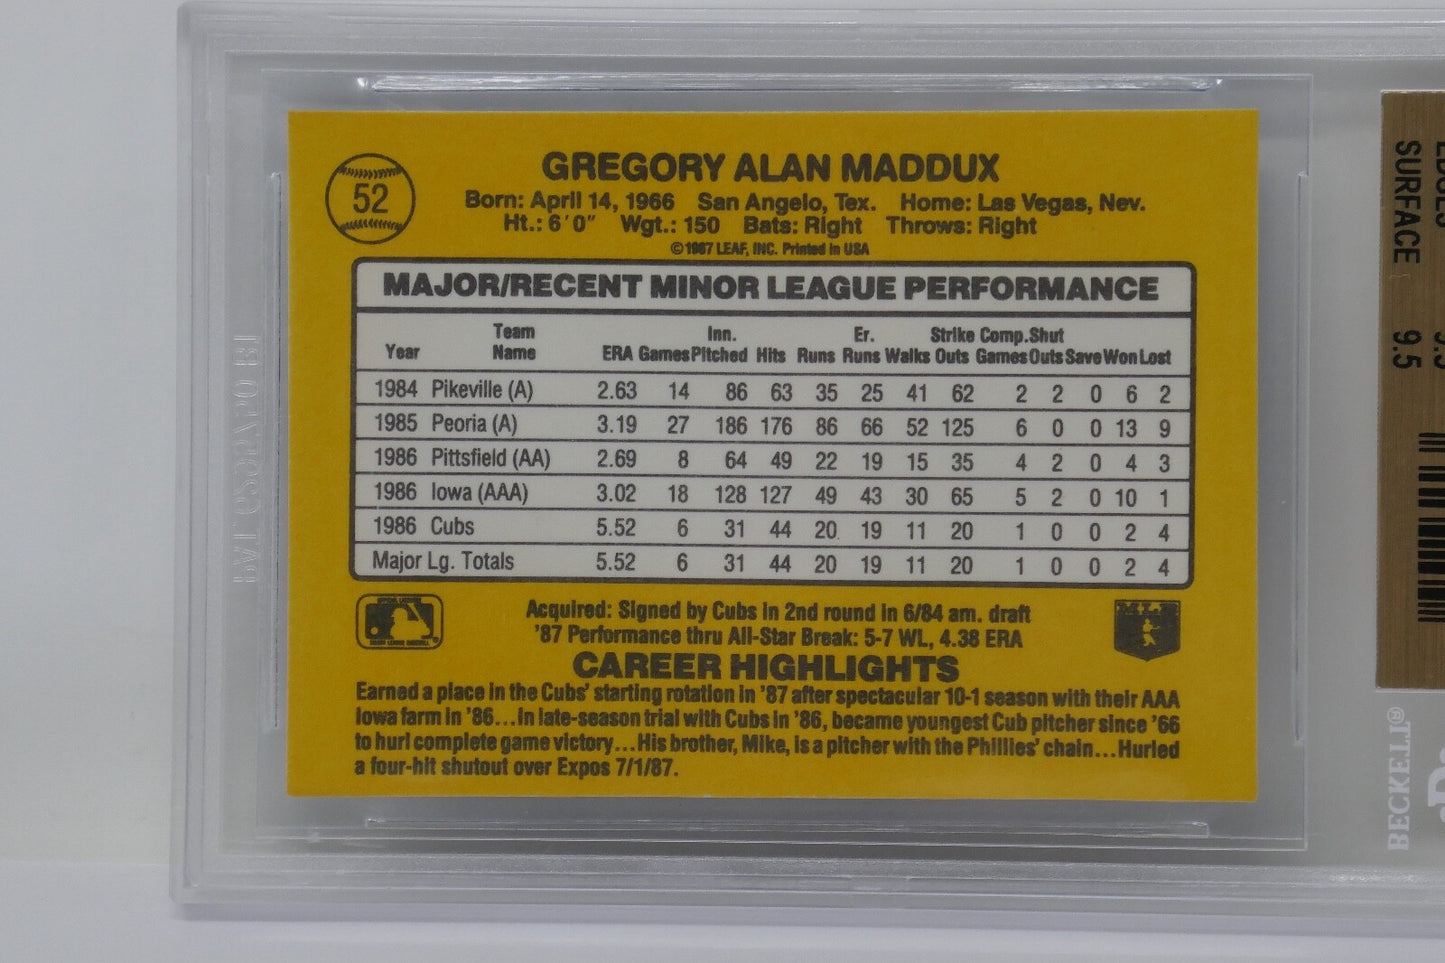 52
GREGORY ALAN MADDUX
Born: April 14, 1966 San Angelo, Tex. Home: Las Vegas, Nev.
Ht.: 6'0" Wgt.: 150 Bats: Right Throws: Right
©1987 LEAF, INC. Printed in USA
MAJOR/RECENT MINOR LEAGUE PERFORMANCE
Team Inn. Er. Strike Comp. Shut
Year Name ERA Games Pitched Hits Runs Runs Walks Outs Games Outs Save Won Lost
1984 Pikeville (A) 2.63 14 86 63 35 25 41 62 2 2 0 6 2
1985 Peoria (A) 3.19 27 186 176 86 66 52 125 6 0 0 13 9
1986 Pittsfield (AA) 2.69 8 64 49 22 19 15 35 4 2 0 4 3
1986 Iowa (AAA) 3.02 18 128 127 49 43 30 65 5 2 0 10 1
1986 Cubs 5.52 6 31 44 20 19 11 20 1 0 0 2 4
Major Lg. Totals 5.52 6 31 44 20 19 11 20 1 0 0 2 4
Acquired: Signed by Cubs in 2nd round in 6/84 am. draft
'87 Performance thru All-Star Break: 5-7 WL, 4.38 ERA
CAREER HIGHLIGHTS
Earned a place in the Cubs' starting rotation in '87 after spectacular 10-1 season with their AAA
Iowa farm in '86...In late-season trial with Cubs in '86, became youngest Cub pitcher since '66
to hurl complete game victory...His brother, Mike, is a pitcher with the Phillies' chain...Hurled
a four-hit shutout over Expos 7/1/87.
SURFACE 9.5
BECKETT®